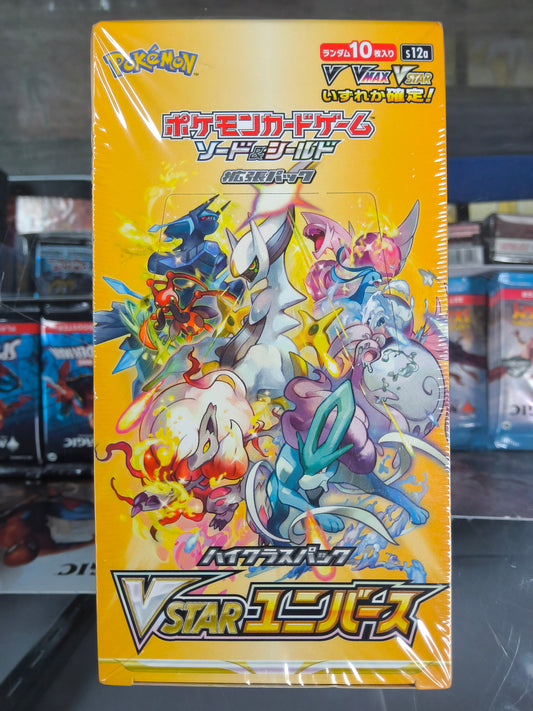 POKÉMON™
ランダム10枚入り s12a
V VMAX VSTAR
いずれか確定!
ポケモンカードゲーム
ソード&シールド
拡張パック
MAGIC
MAGIC
ハイクラスパック
VSTARユニバース